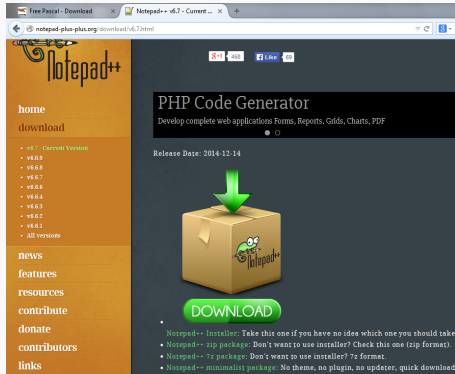 Free Pascal - Download
Notepad++ v6.7 - Current ...
notepad-plus-plus.org/download/v6.7.html
Notepad++
g+1 458
Like 69
PHP Code Generator
Develop complete web applications Forms, Reports, Grids, Charts, PDF
home
download
v6.7 - Current Version
v6.6.9
v6.6.8
v6.6.7
v6.6.6
v6.6.4
v6.6.3
v6.6.2
v6.6.1
All versions
news
features
resources
contribute
donate
contributors
links
Release Date: 2014-12-14
Notepad++
DOWNLOAD
Notepad++ Installer: Take this one if you have no idea which one you should take
Notepad++ zip package: Don't want to use installer? Check this one (zip format).
Notepad++ 7z package: Don't want to use installer? 7z format.
Notepad++ minimalist package: No theme, no plugin, no updater, quick download